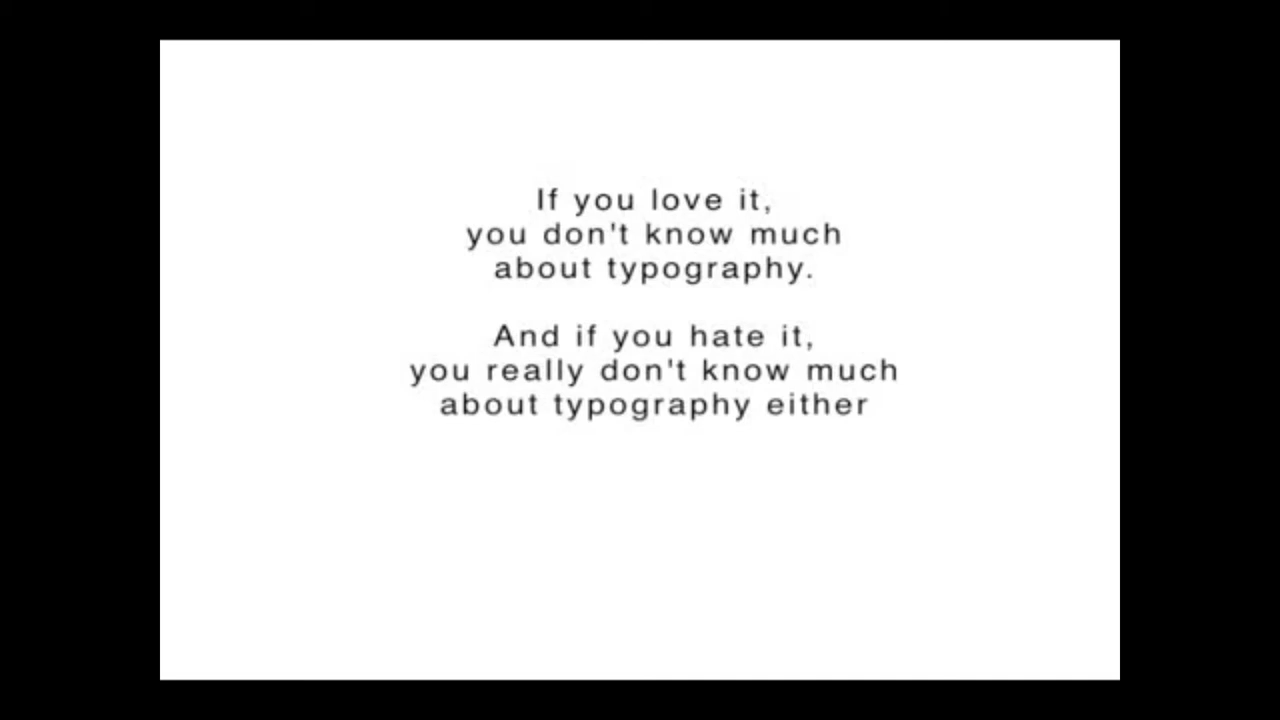 If you love it,
you don't know much
about typography.
And if you hate it,
you really don't know much
about typography either